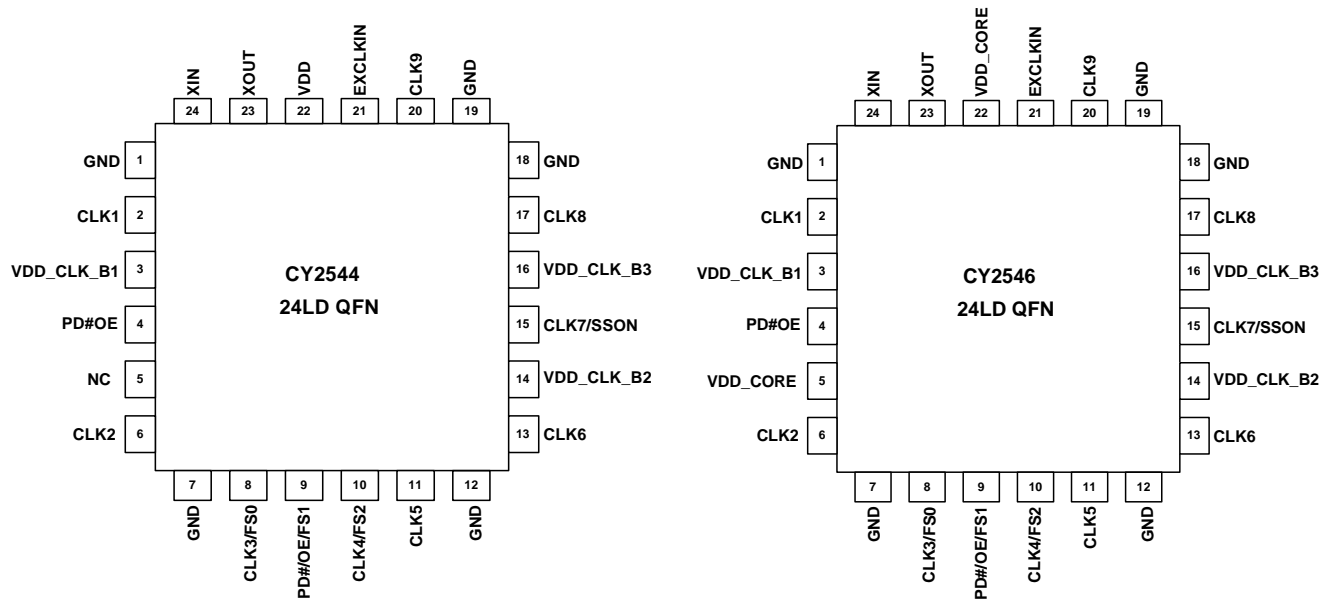 XIN
XOUT
VDD
EXCLKIN
CLK9
GND
24
23
22
21
20
19
GND 1
CLK1 2
VDD_CLK_B1 3
PD#OE 4
NC 5
CLK2 6
18 GND
17 CLK8
16 VDD_CLK_B3
15 CLK7/SSON
14 VDD_CLK_B2
13 CLK6
CY2544
24LD QFN
7
8
9
10
11
12
GND
CLK3/FS0
PD#/OE/FS1
CLK4/FS2
CLK5
GND
XIN
XOUT
VDD_CORE
EXCLKIN
CLK9
GND
24
23
22
21
20
19
GND 1
CLK1 2
VDD_CLK_B1 3
PD#OE 4
VDD_CORE 5
CLK2 6
18 GND
17 CLK8
16 VDD_CLK_B3
15 CLK7/SSON
14 VDD_CLK_B2
13 CLK6
CY2546
24LD QFN
7
8
9
10
11
12
GND
CLK3/FS0
PD#/OE/FS1
CLK4/FS2
CLK5
GND